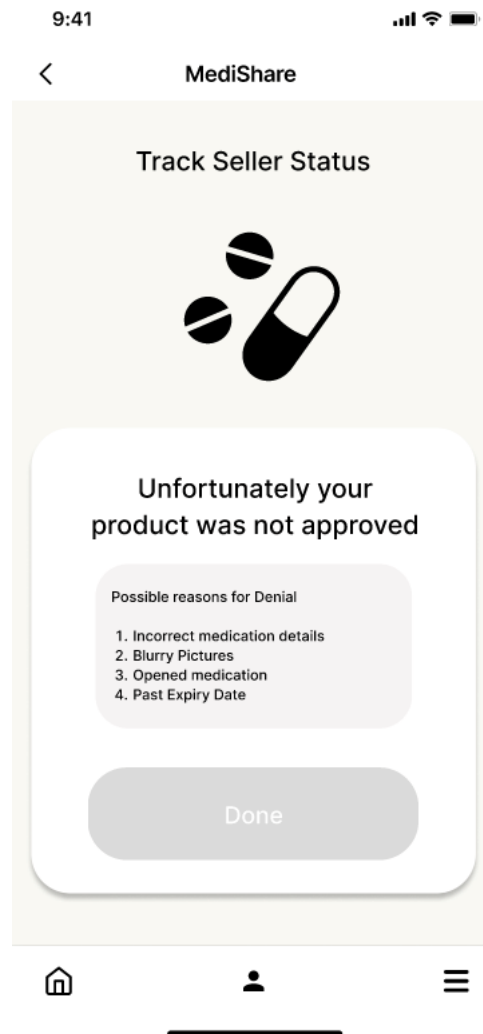 9:41
MediShare
Track Seller Status
Unfortunately your
product was not approved
Possible reasons for Denial
1. Incorrect medication details
2. Blurry Pictures
3. Opened medication
4. Past Expiry Date
Done